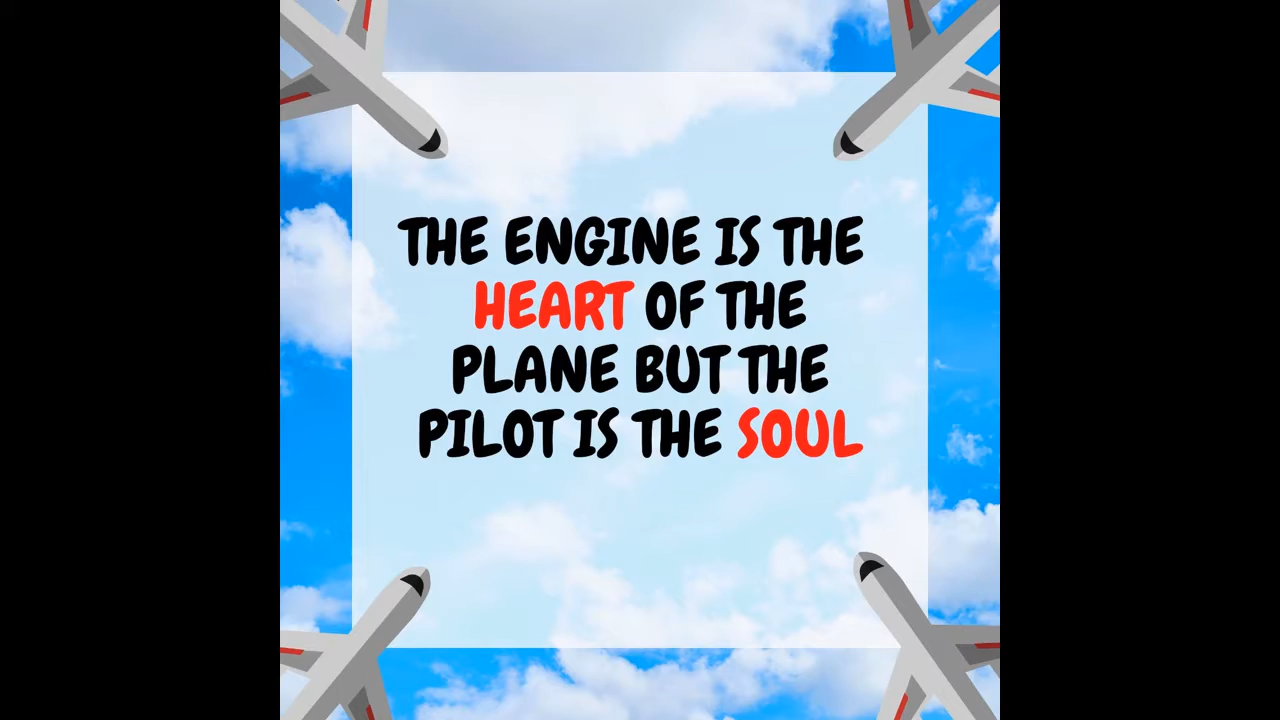 THE ENGINE IS THE
HEART OF THE
PLANE BUT THE
PILOT IS THE SOUL